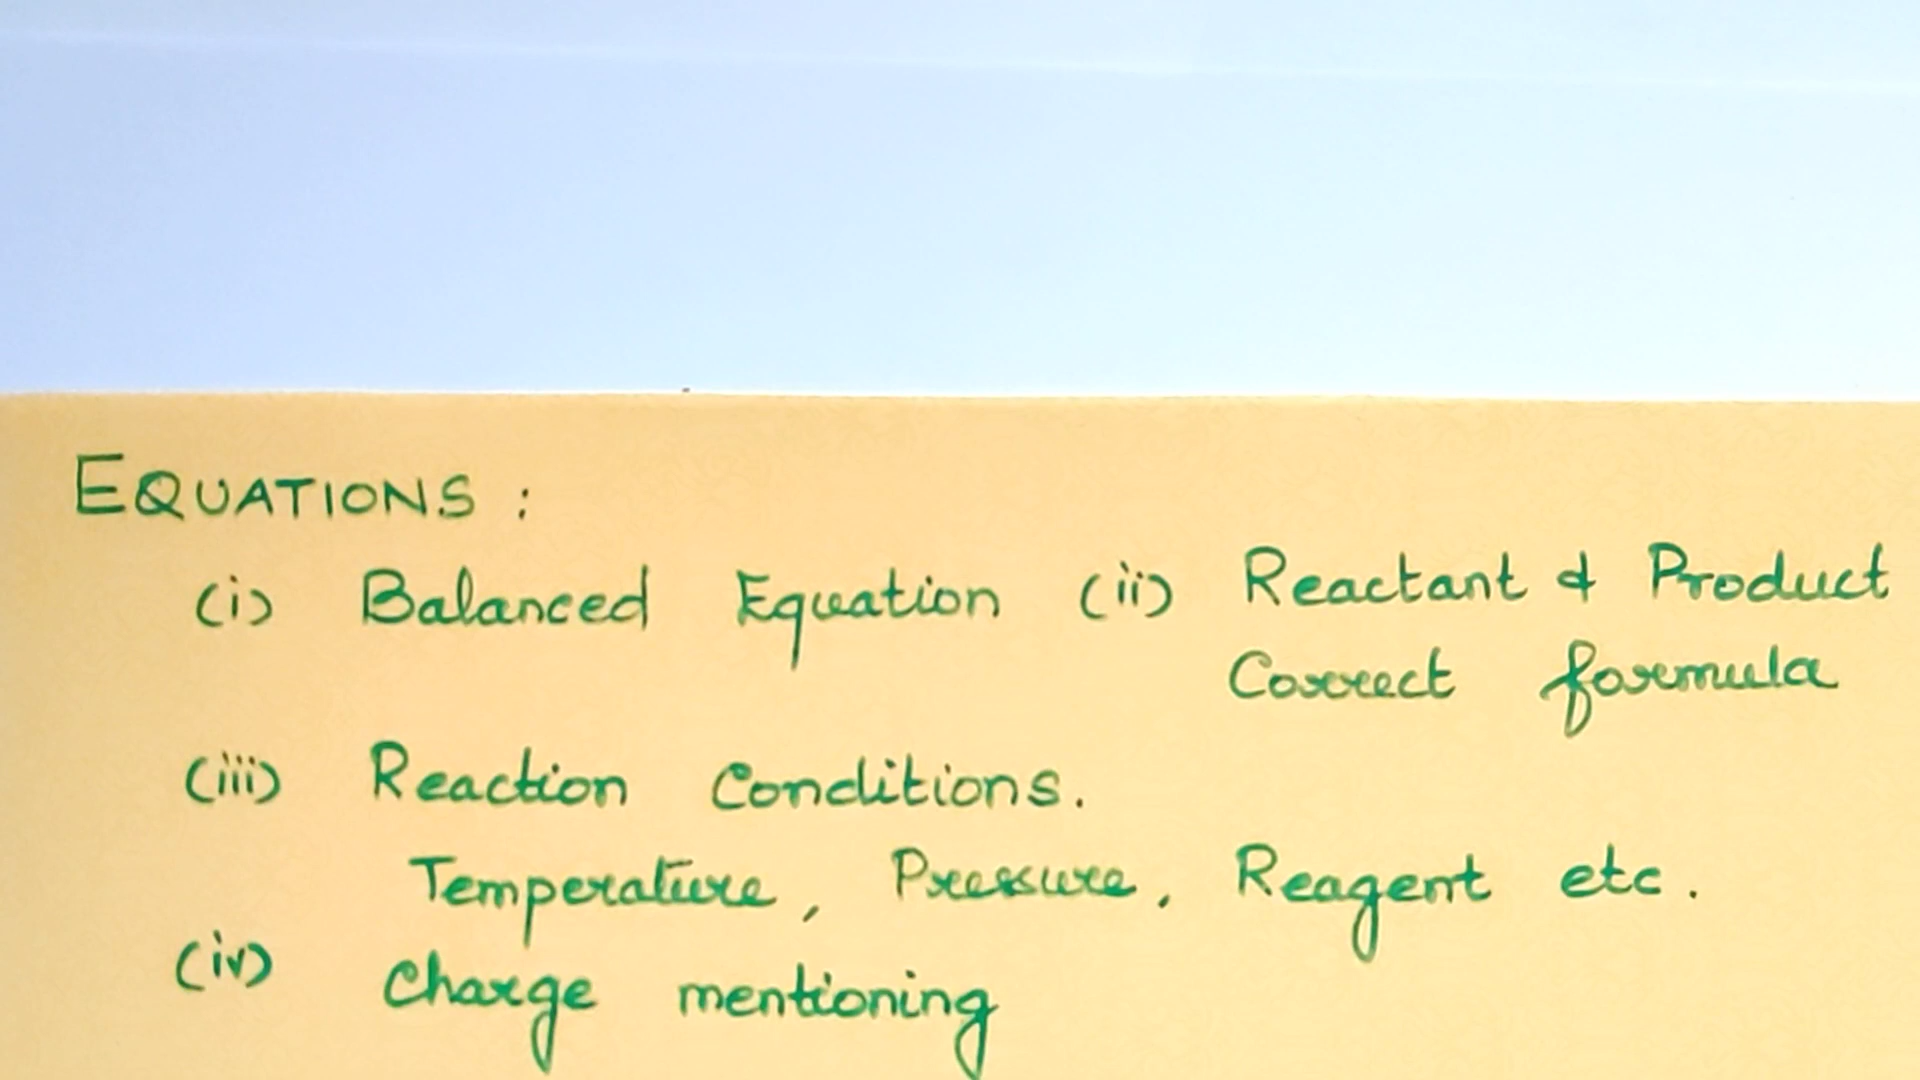 EQUATIONS :
(i) Balanced Equation (ii) Reactant & Product
Correct formula
(iii) Reaction Conditions.
Temperature, Pressure, Reagent etc.
(iv) Charge mentioning